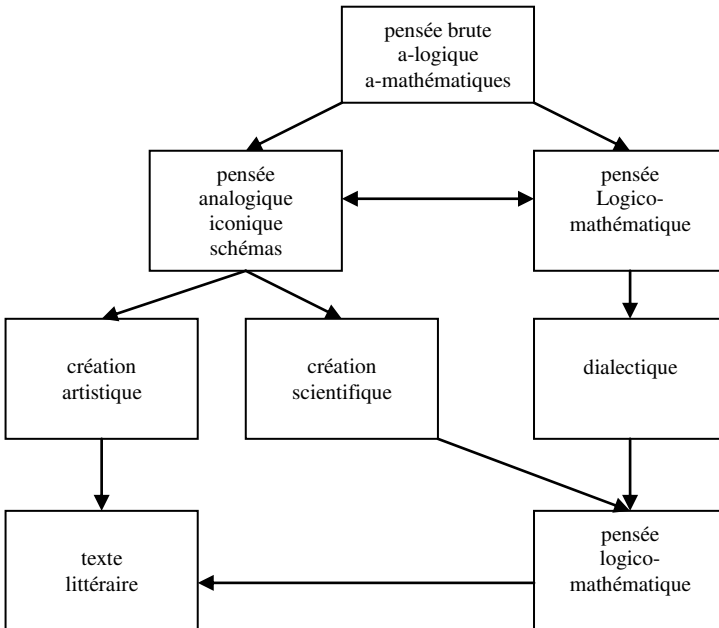 pensée brute
a-logique
a-mathématiques
pensée
analogique
iconique
schémas
pensée
Logico-
mathématique
création
artistique
création
scientifique
dialectique
texte
littéraire
pensée
logico-
mathématique